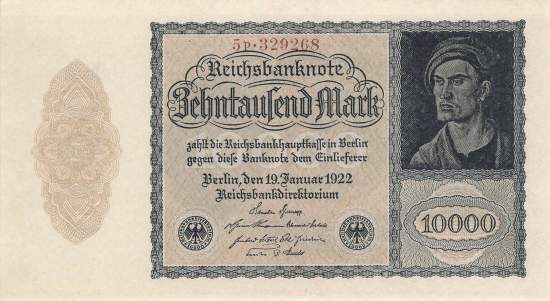 5P·329268
Reichsbanknote
Zehntausend Mark
zahlt die Reichsbankhauptkasse in Berlin
gegen diese Banknote dem Einlieferer
Berlin, den 19. Januar 1922
Reichsbankdirektorium
10000